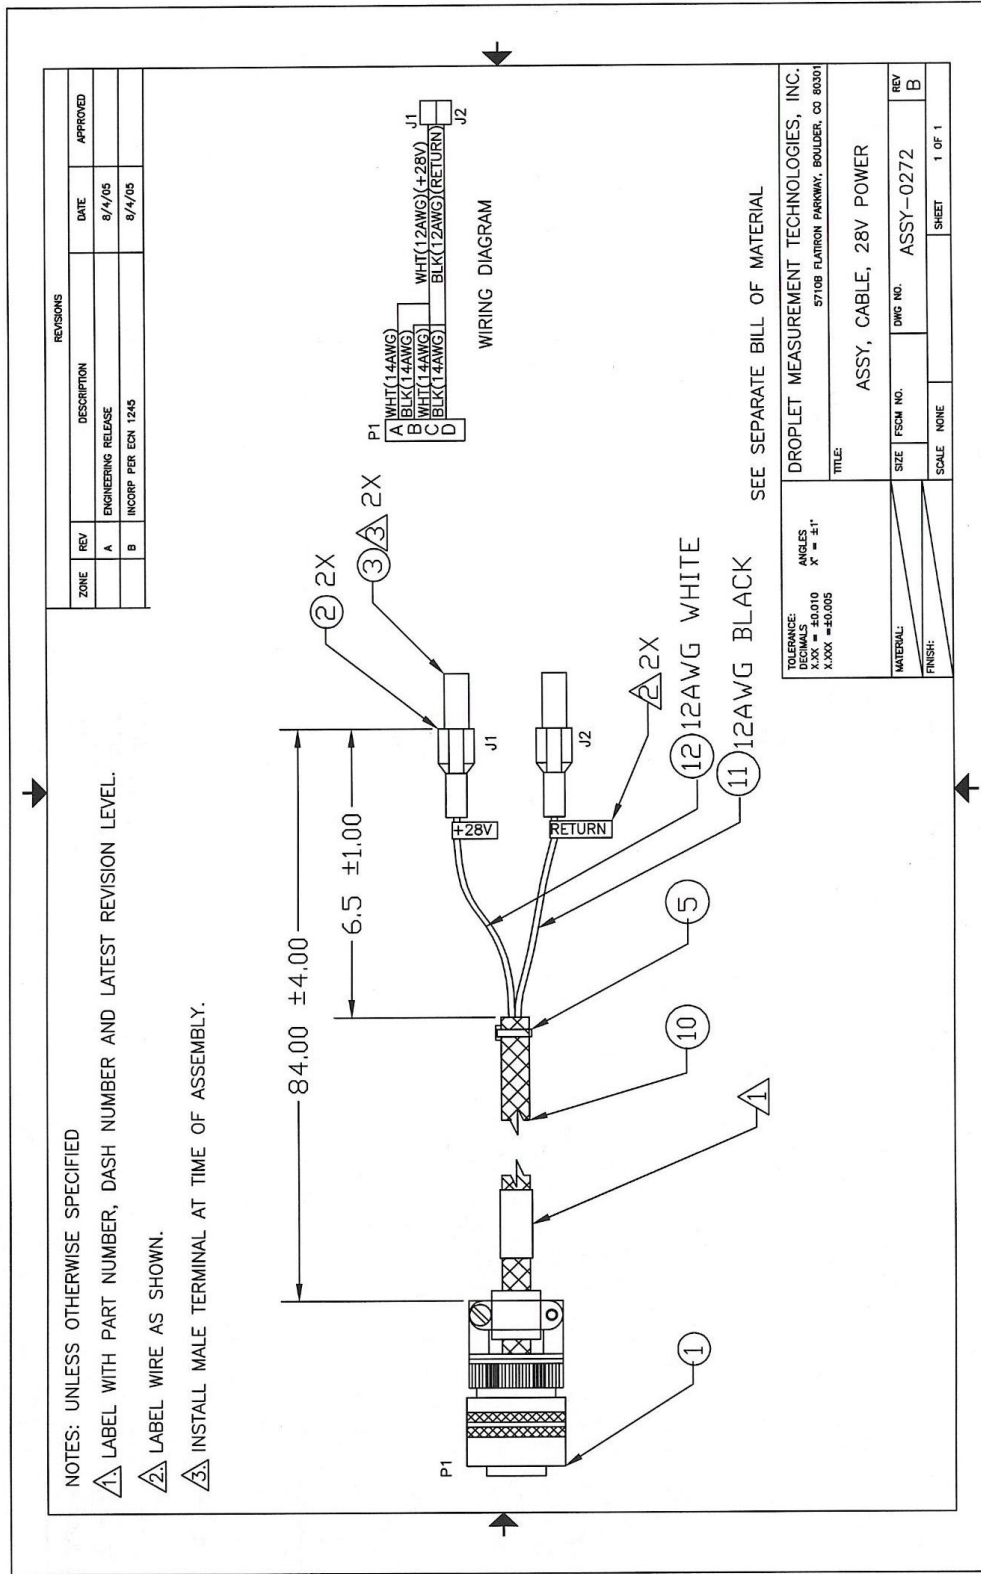 NOTES: UNLESS OTHERWISE SPECIFIED
1. LABEL WITH PART NUMBER, DASH NUMBER AND LATEST REVISION LEVEL.
2. LABEL WIRE AS SHOWN.
3. INSTALL MALE TERMINAL AT TIME OF ASSEMBLY.
REVISIONS
ZONE REV DESCRIPTION DATE APPROVED
A ENGINEERING RELEASE 8/4/05
B INCORP PER ECN 1245 8/4/05
84.00 ±4.00
6.5 ±1.00
2 2X
3 3 2X
J1
+28V
J2
RETURN
2 2X
12 12AWG WHITE
11 12AWG BLACK
5
10
1
1
P1
P1
A WHT(14AWG)
B BLK(14AWG)
C WHT(14AWG)
D BLK(14AWG)
WHT(12AWG)(+28V)
BLK(12AWG)(RETURN)
J1
J2
WIRING DIAGRAM
SEE SEPARATE BILL OF MATERIAL
TOLERANCE:
DECIMALS ANGLES
X.XX = ±0.010 X° = ±1°
X.XXX =±0.005
MATERIAL:
FINISH:
DROPLET MEASUREMENT TECHNOLOGIES, INC.
5710B FLATIRON PARKWAY, BOULDER, CO 80301
TITLE:
ASSY, CABLE, 28V POWER
SIZE FSCM NO. DWG NO. REV
ASSY-0272 B
SCALE NONE SHEET 1 OF 1